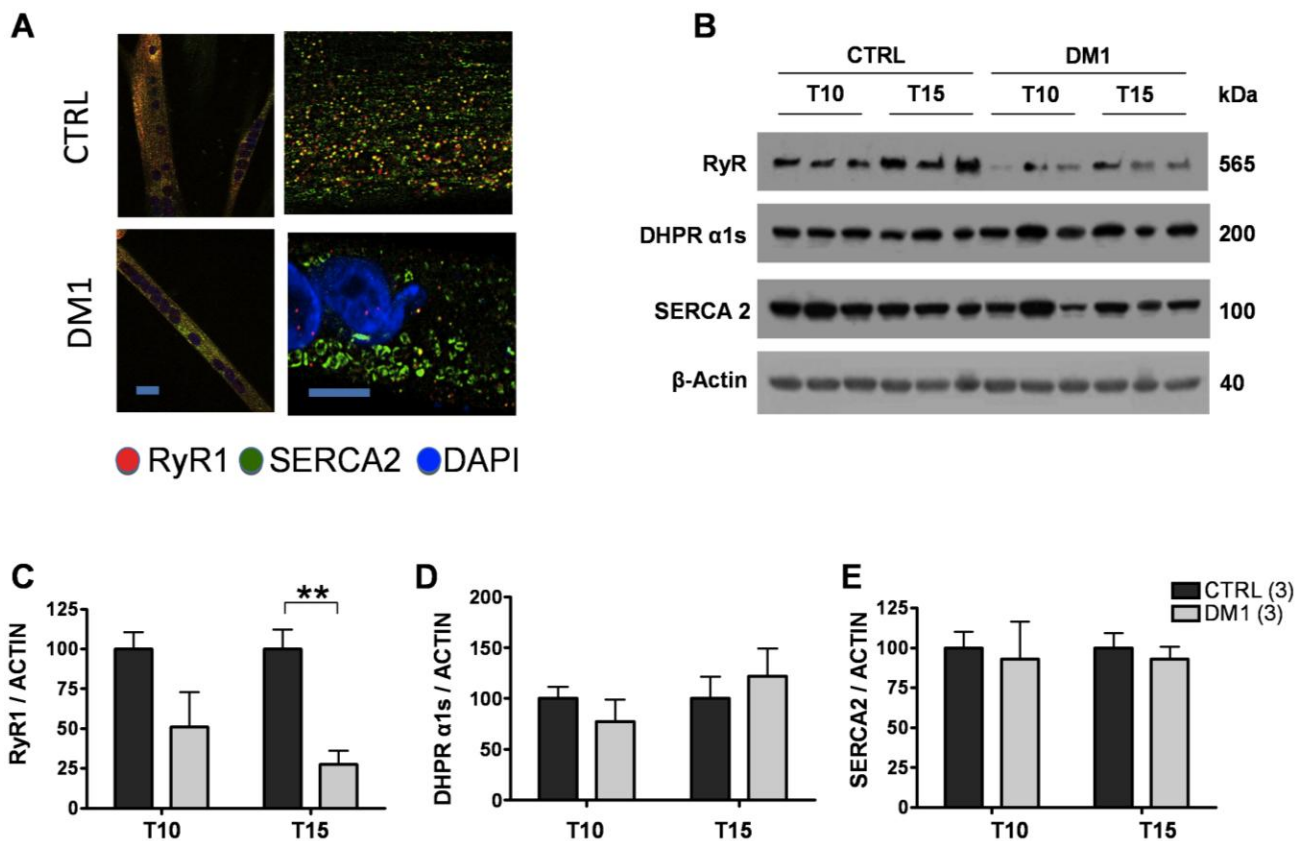 A
CTRL
DM1
RyR1 SERCA2 DAPI
B
CTRL DM1
T10 T15 T10 T15 kDa
RyR 565
DHPR α1s 200
SERCA 2 100
β-Actin 40
C
RyR1 / ACTIN
125
100
75
50
25
0
**
T10 T15
D
DHPR α1s / ACTIN
200
150
100
50
0
T10 T15
E
SERCA2 / ACTIN
125
100
75
50
25
0
T10 T15
CTRL (3)
DM1 (3)